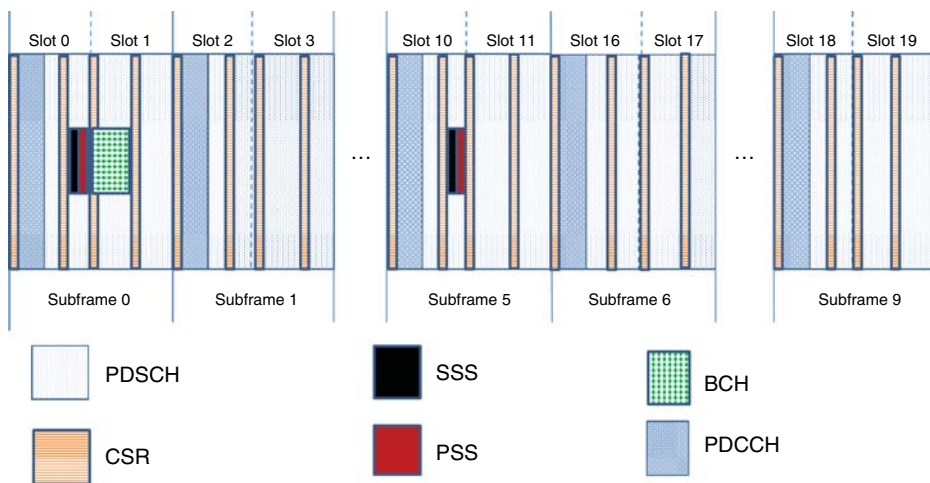 Slot 0 Slot 1 Slot 2 Slot 3 Slot 10 Slot 11 Slot 16 Slot 17 Slot 18 Slot 19
... ...
Subframe 0 Subframe 1 Subframe 5 Subframe 6 Subframe 9
PDSCH SSS BCH
CSR PSS PDCCH